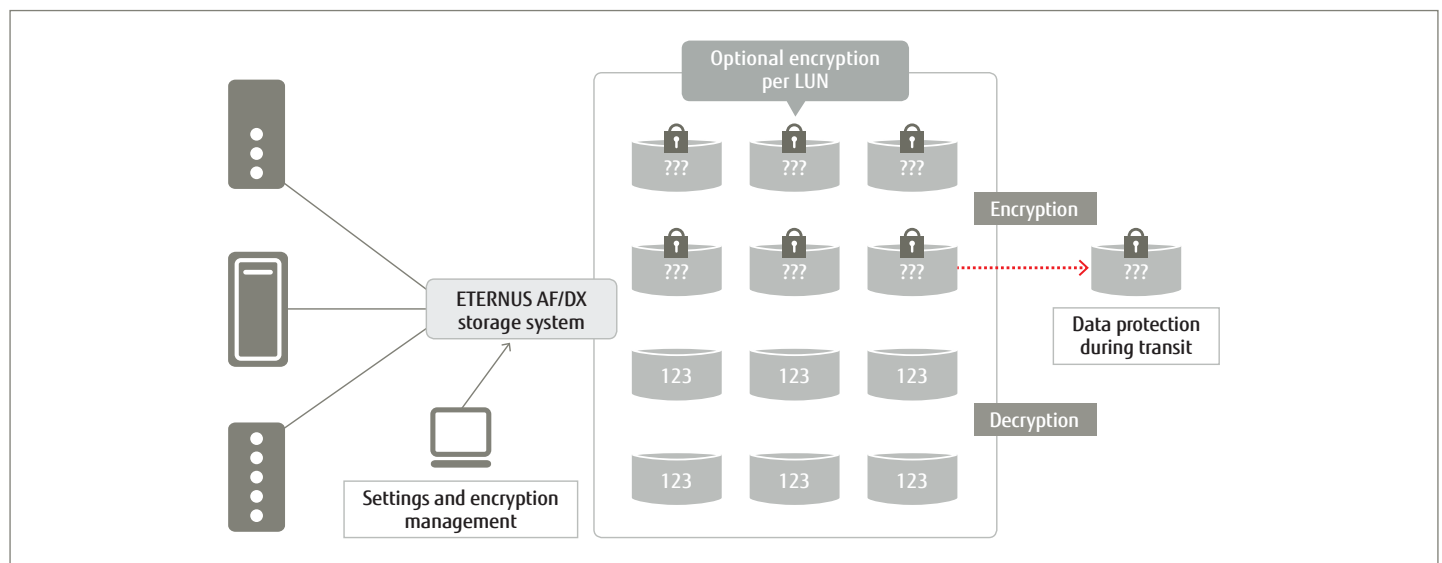 Optional encryption
per LUN
??? ??? ???
Encryption
??? ??? ??? ???
ETERNUS AF/DX
storage system
Data protection
during transit
123 123 123
Decryption
123 123 123
Settings and encryption
management